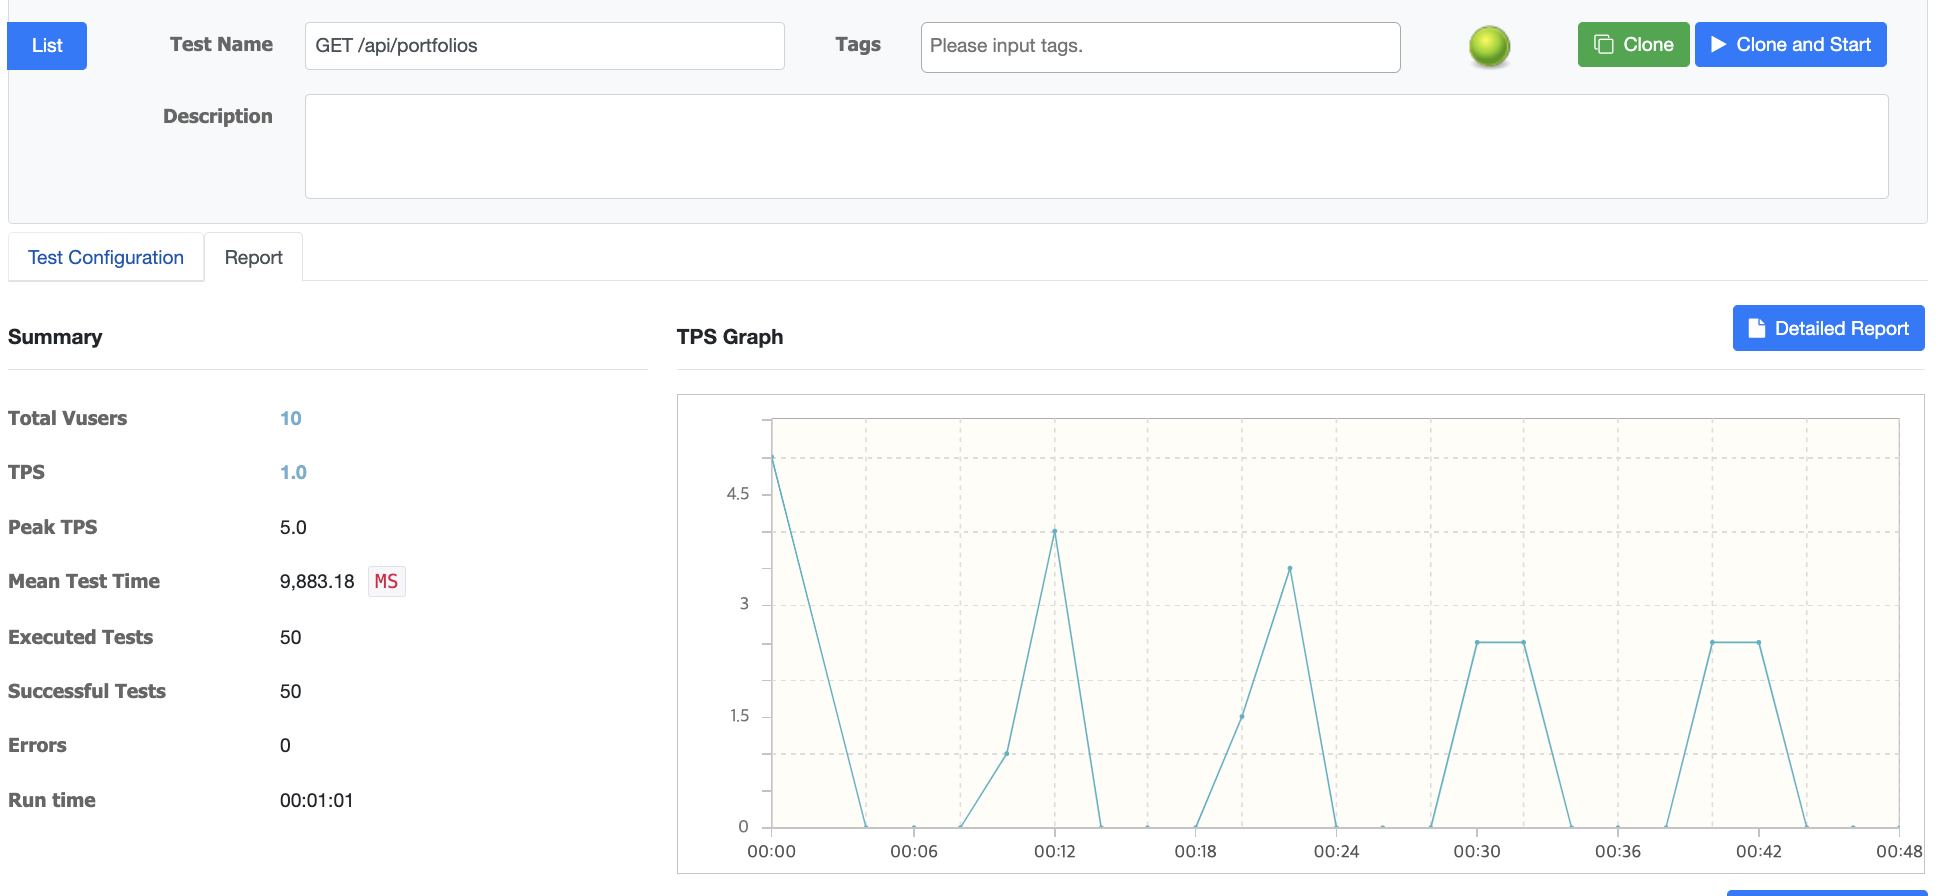 List
Test Name
GET /api/portfolios
Tags
Please input tags.
Clone
Clone and Start
Description
Test Configuration
Report
Summary
TPS Graph
Detailed Report
Total Vusers 10
TPS 1.0
Peak TPS 5.0
Mean Test Time 9,883.18 MS
Executed Tests 50
Successful Tests 50
Errors 0
Run time 00:01:01
4.5
3
1.5
0
00:00 00:06 00:12 00:18 00:24 00:30 00:36 00:42 00:48